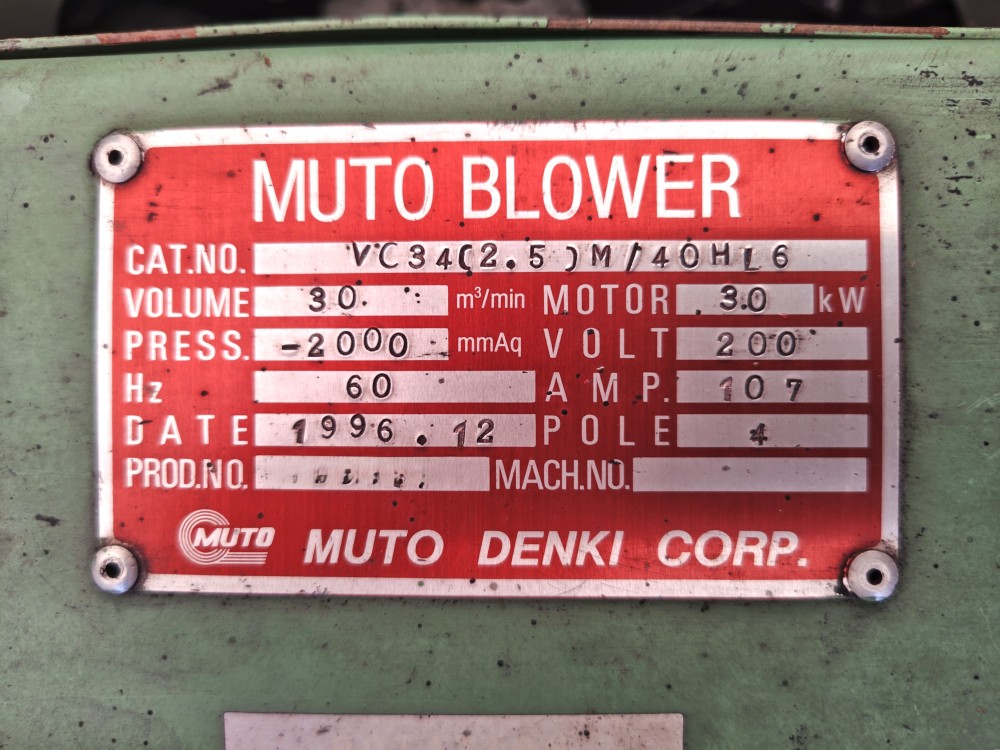 MUTO BLOWER
CAT.NO. VC34(2.5)M/40HL6
VOLUME 30 m³/min MOTOR 30 kW
PRESS. -2000 mmAq VOLT 200
Hz 60 AMP. 107
DATE 1996.12 POLE 4
PROD.NO. MACH.NO.
MUTO MUTO DENKI CORP.